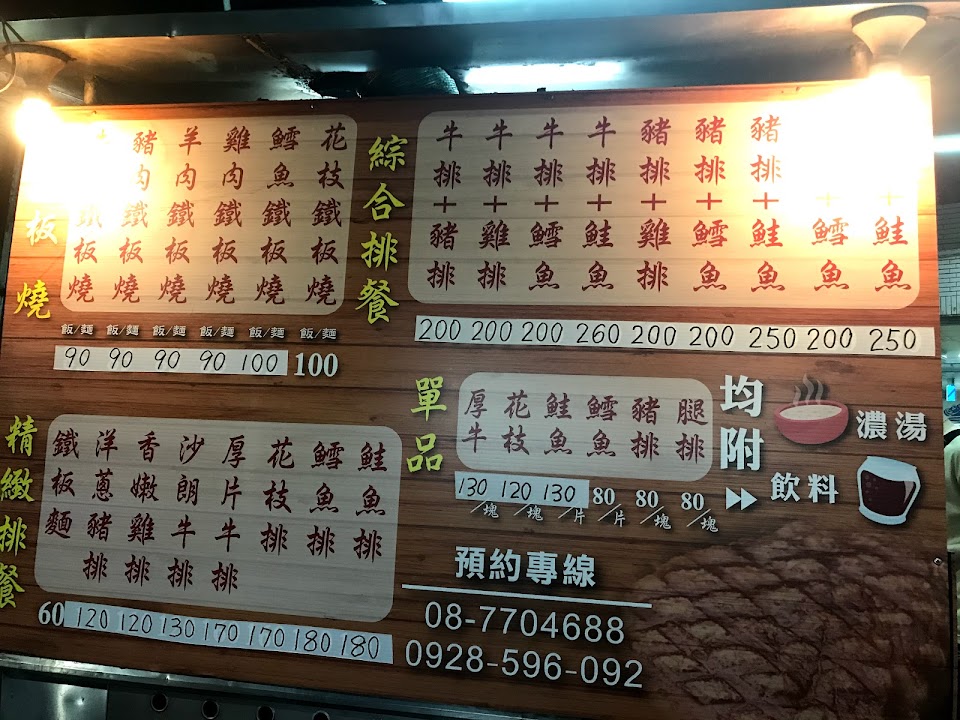 板燒
板燒
豬肉鐵板燒
羊肉鐵板燒
雞肉鐵板燒
鱈魚鐵板燒
花枝鐵板燒
飯/麵 飯/麵 飯/麵 飯/麵 飯/麵 飯/麵
90 90 90 90 100 100
綜合排餐
牛排+豬排
牛排+雞排
牛排+鱈魚
牛排+鮭魚
豬排+雞排
豬排+鱈魚
豬排+鮭魚
+鱈魚
+鮭魚
200 200 200 260 200 200 250 200 250
精緻排餐
鐵板麵
洋蔥豬排
香嫩雞排
沙朗牛排
厚片牛排
花枝排
鱈魚排
鮭魚排
60 120 120 130 170 170 180 180
單品
厚牛
花枝
鮭魚
鱈魚
豬排
腿排
130/塊 120/塊 130/片 80/片 80/塊 80/塊
均附
濃湯
飲料
預約專線
08-7704688
0928-596-092